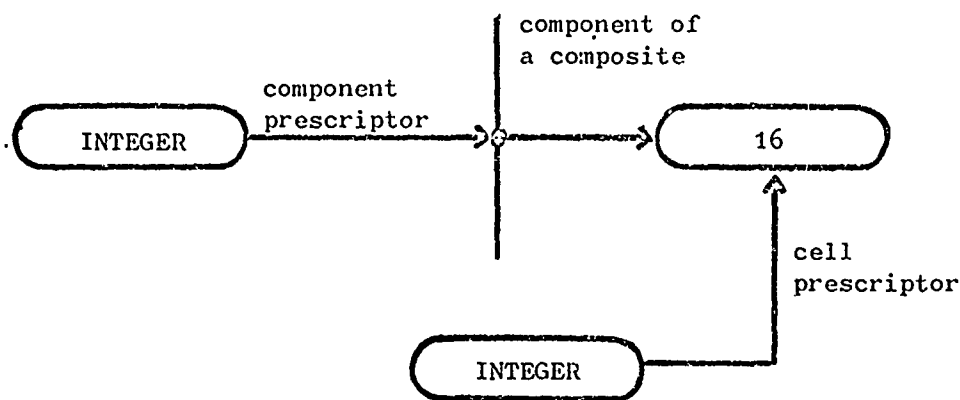 component of
a composite
component
prescriptor
INTEGER
16
cell
prescriptor
INTEGER